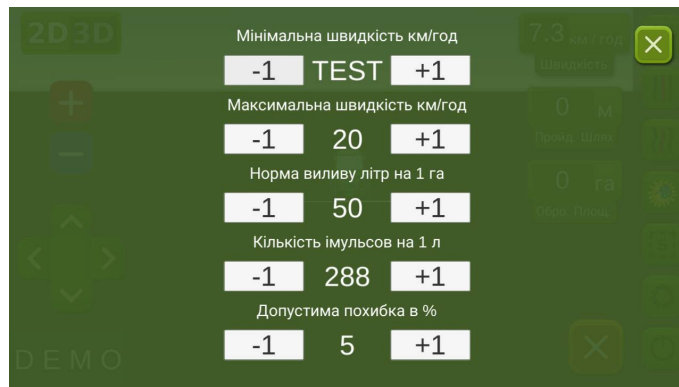 2D 3D
Мінімальна швидкість км/год
7.3 км / год
-1 TEST +1
Швидкість
Максимальна швидкість км/год
0 м
-1 20 +1
Пройд. Шлях
Норма виливу літр на 1 га
0 га
-1 50 +1
Обро. Площ.
Кількість імульсов на 1 л
-1 288 +1
Допустима похибка в %
-1 5 +1
DEMO